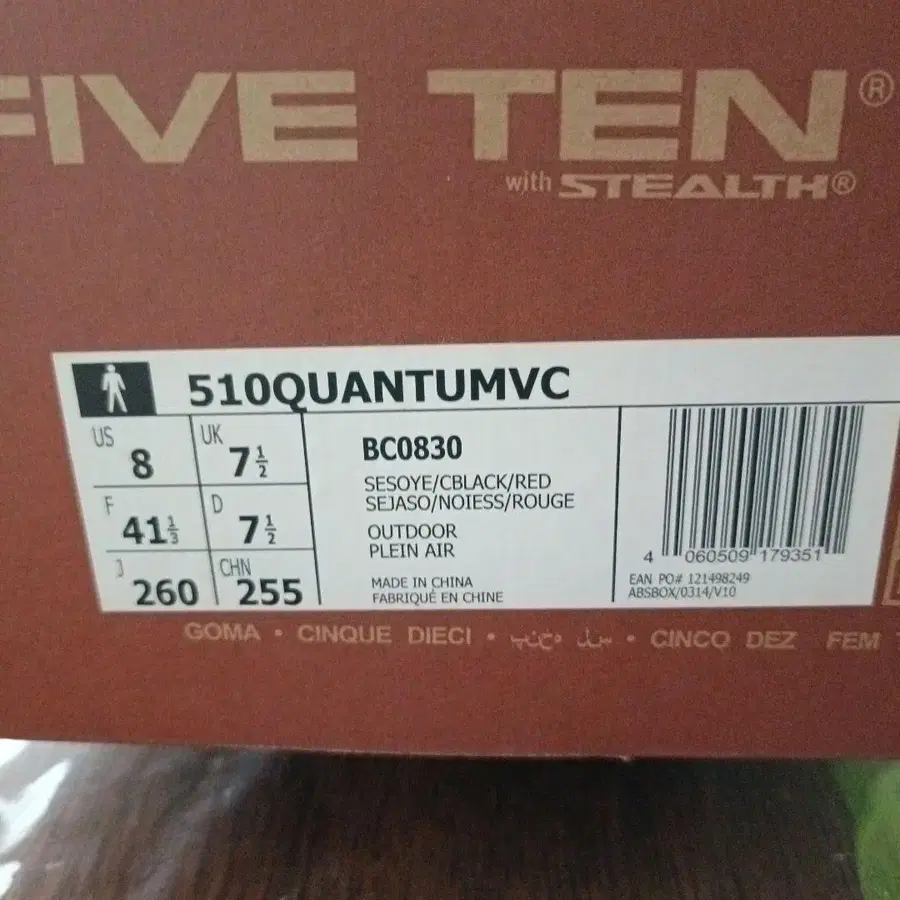 FIVE TEN®
with STEALTH®
510QUANTUMVC
US 8 UK 7½
F 41⅓ D 7½
J 260 CHN 255
BC0830
SESOYE/CBLACK/RED
SEJASO/NOIESS/ROUGE
OUTDOOR
PLEIN AIR
MADE IN CHINA
FABRIQUÉ EN CHINE
4 060509 179351
EAN PO# 121498249
ABSBOX/0314/V10
GOMA • CINQUE DIECI • • CINCO DEZ FEM